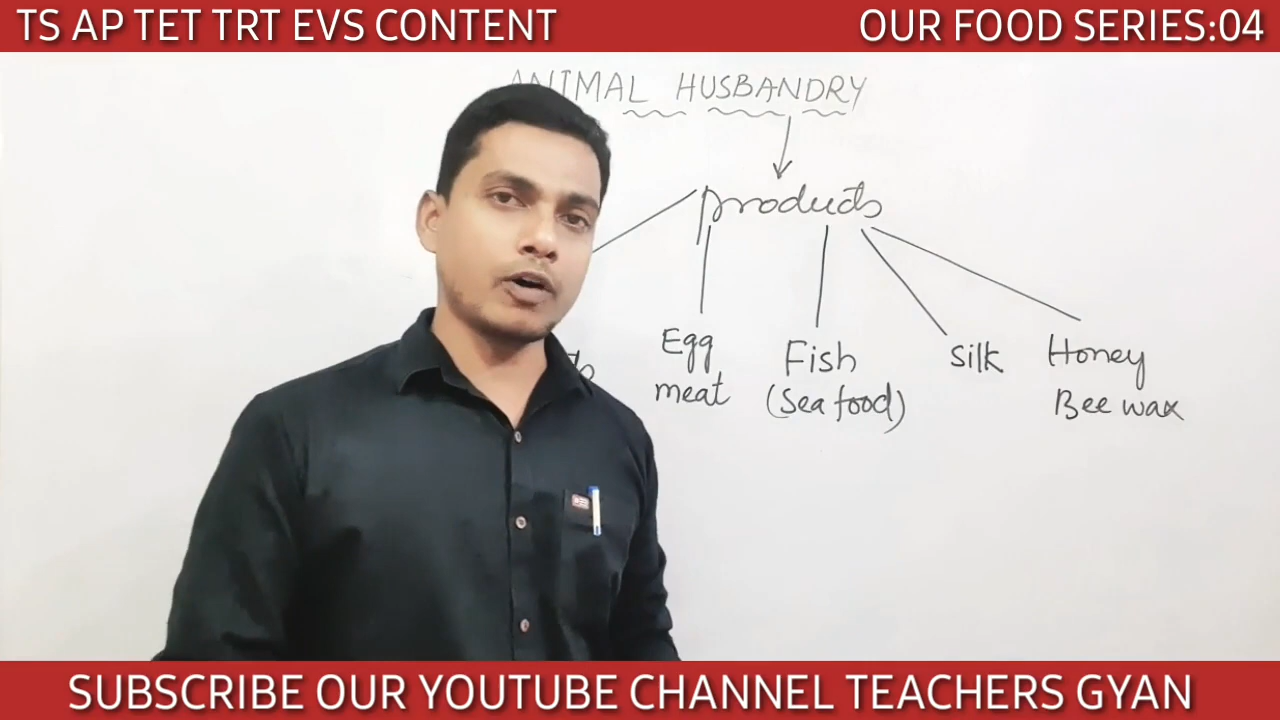 TS AP TET TRT EVS CONTENT
OUR FOOD SERIES:04
ANIMAL HUSBANDRY
products
Egg
meat
Fish
(Sea food)
Silk
Honey
Bee wax
SUBSCRIBE OUR YOUTUBE CHANNEL TEACHERS GYAN